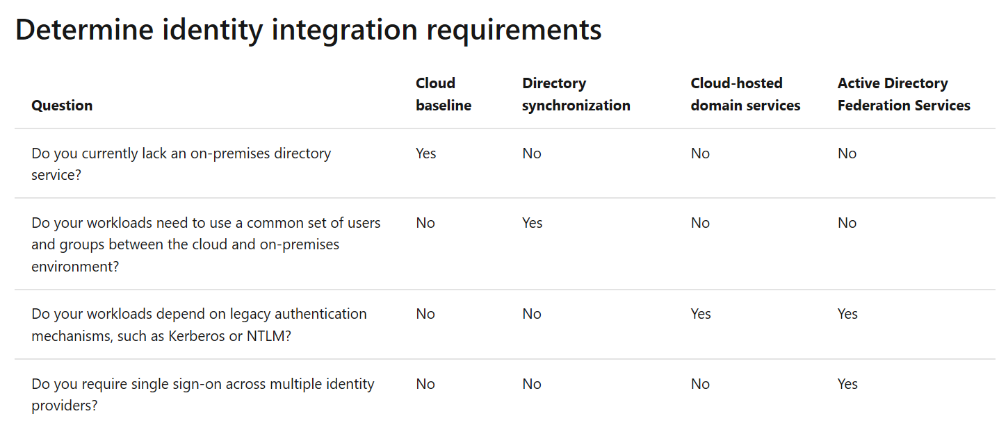 Determine identity integration requirements
Question Cloud baseline Directory synchronization Cloud-hosted domain services Active Directory Federation Services
Do you currently lack an on-premises directory service? Yes No No No
Do your workloads need to use a common set of users and groups between the cloud and on-premises environment? No Yes No No
Do your workloads depend on legacy authentication mechanisms, such as Kerberos or NTLM? No No Yes Yes
Do you require single sign-on across multiple identity providers? No No No Yes